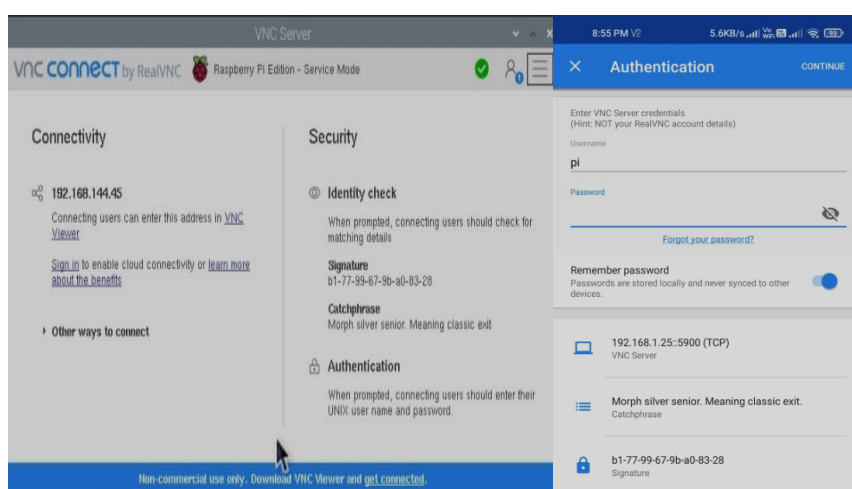 VNC Server
VNC CONNECT by RealVNC Raspberry Pi Edition - Service Mode
Connectivity
192.168.144.45
Connecting users can enter this address in VNC
Viewer
Sign in to enable cloud connectivity or learn more
about the benefits
Other ways to connect
Security
Identity check
When prompted, connecting users should check for
matching details
Signature
b1-77-99-67-9b-a0-83-28
Catchphrase
Morph silver senior. Meaning classic exit
Authentication
When prompted, connecting users should enter their
UNIX user name and password.
Non-commercial use only. Download VNC Viewer and get connected.
8:55 PM
5.6KB/s
93
Authentication CONTINUE
Enter VNC Server credentials
(Hint: NOT your RealVNC account details)
Username
pi
Password
Forgot your password?
Remember password
Passwords are stored locally and never synced to other
devices.
192.168.1.25::5900 (TCP)
VNC Server
Morph silver senior. Meaning classic exit.
Catchphrase
b1-77-99-67-9b-a0-83-28
Signature